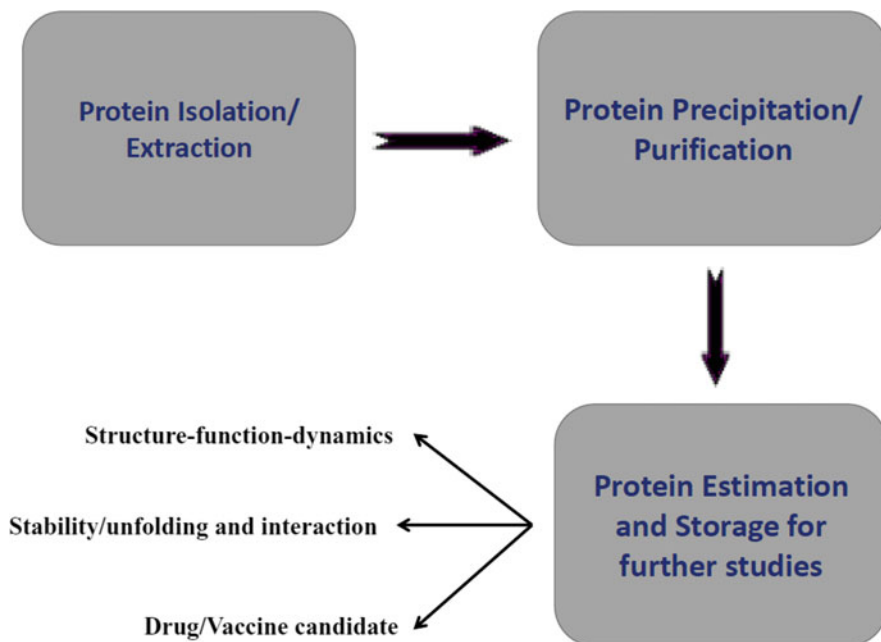 Protein Isolation/
Extraction
Protein Precipitation/
Purification
Protein Estimation
and Storage for
further studies
Structure-function-dynamics
Stability/unfolding and interaction
Drug/Vaccine candidate